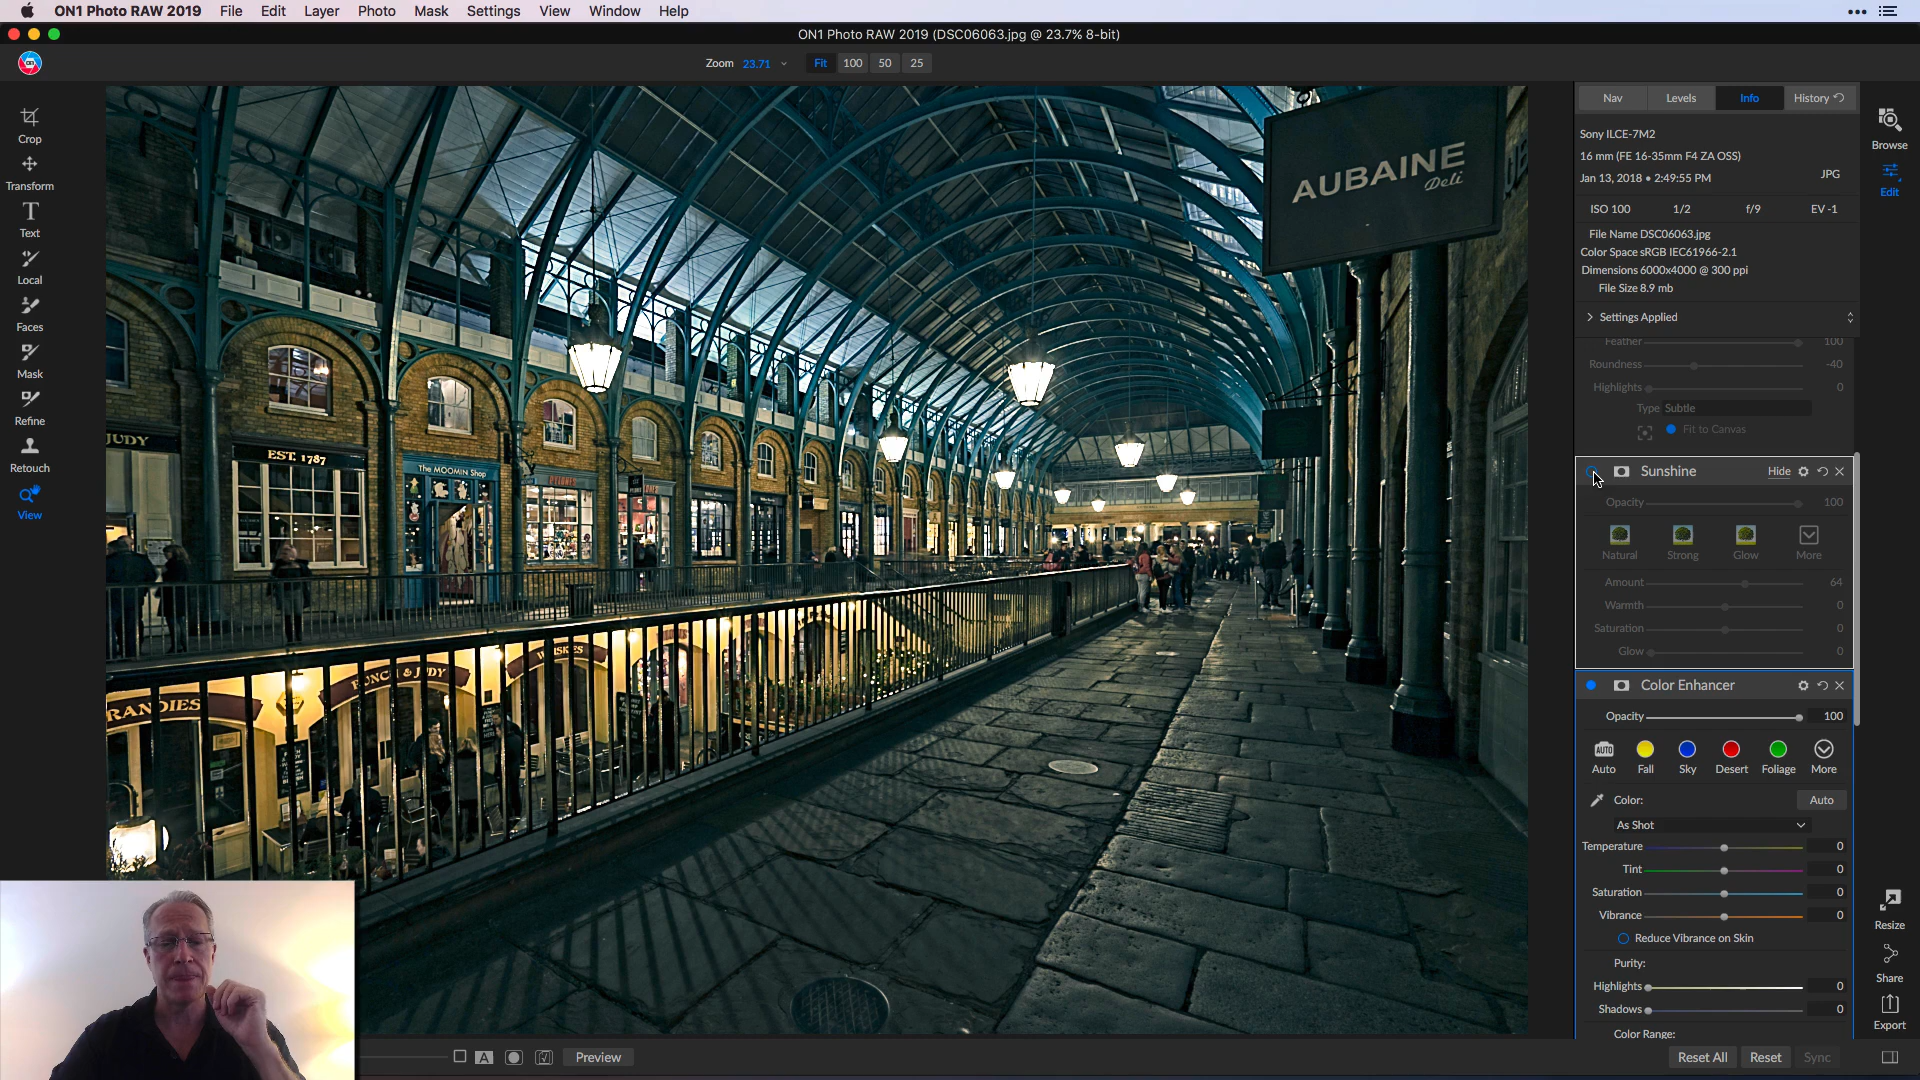 ON1 Photo RAW 2019 File Edit Layer Photo Mask Settings View Window Help
ON1 Photo RAW 2019 (DSC06063.jpg @ 23.7% 8-bit)
Zoom 23.71 Fit 100 50 25
Crop
Transform
Text
Local
Faces
Mask
Refine
Retouch
View
AUBAINE
Deli
JUDY
EST. 1787
The MOOMIN Shop
RANDIES
PUNCH & JUDY
WHISKIES
Nav Levels Info History
Sony ILCE-7M2
16 mm (FE 16-35mm F4 ZA OSS)
Jan 13, 2018 • 2:49:55 PM JPG
ISO 100 1/2 f/9 EV -1
File Name DSC06063.jpg
Color Space sRGB IEC61966-2.1
Dimensions 6000x4000 @ 300 ppi
File Size 8.9 mb
Settings Applied
Feather 100
Roundness -40
Highlights 0
Type Subtle
Fit to Canvas
Sunshine Hide
Opacity 100
Natural Strong Glow More
Amount 64
Warmth 0
Saturation 0
Glow 0
Color Enhancer
Opacity 100
AUTO
Auto Fall Sky Desert Foliage More
Color: Auto
As Shot
Temperature 0
Tint 0
Saturation 0
Vibrance 0
Reduce Vibrance on Skin
Purity:
Highlights 0
Shadows 0
Color Range:
Browse
Edit
Resize
Share
Export
A Preview
Reset All Reset Sync